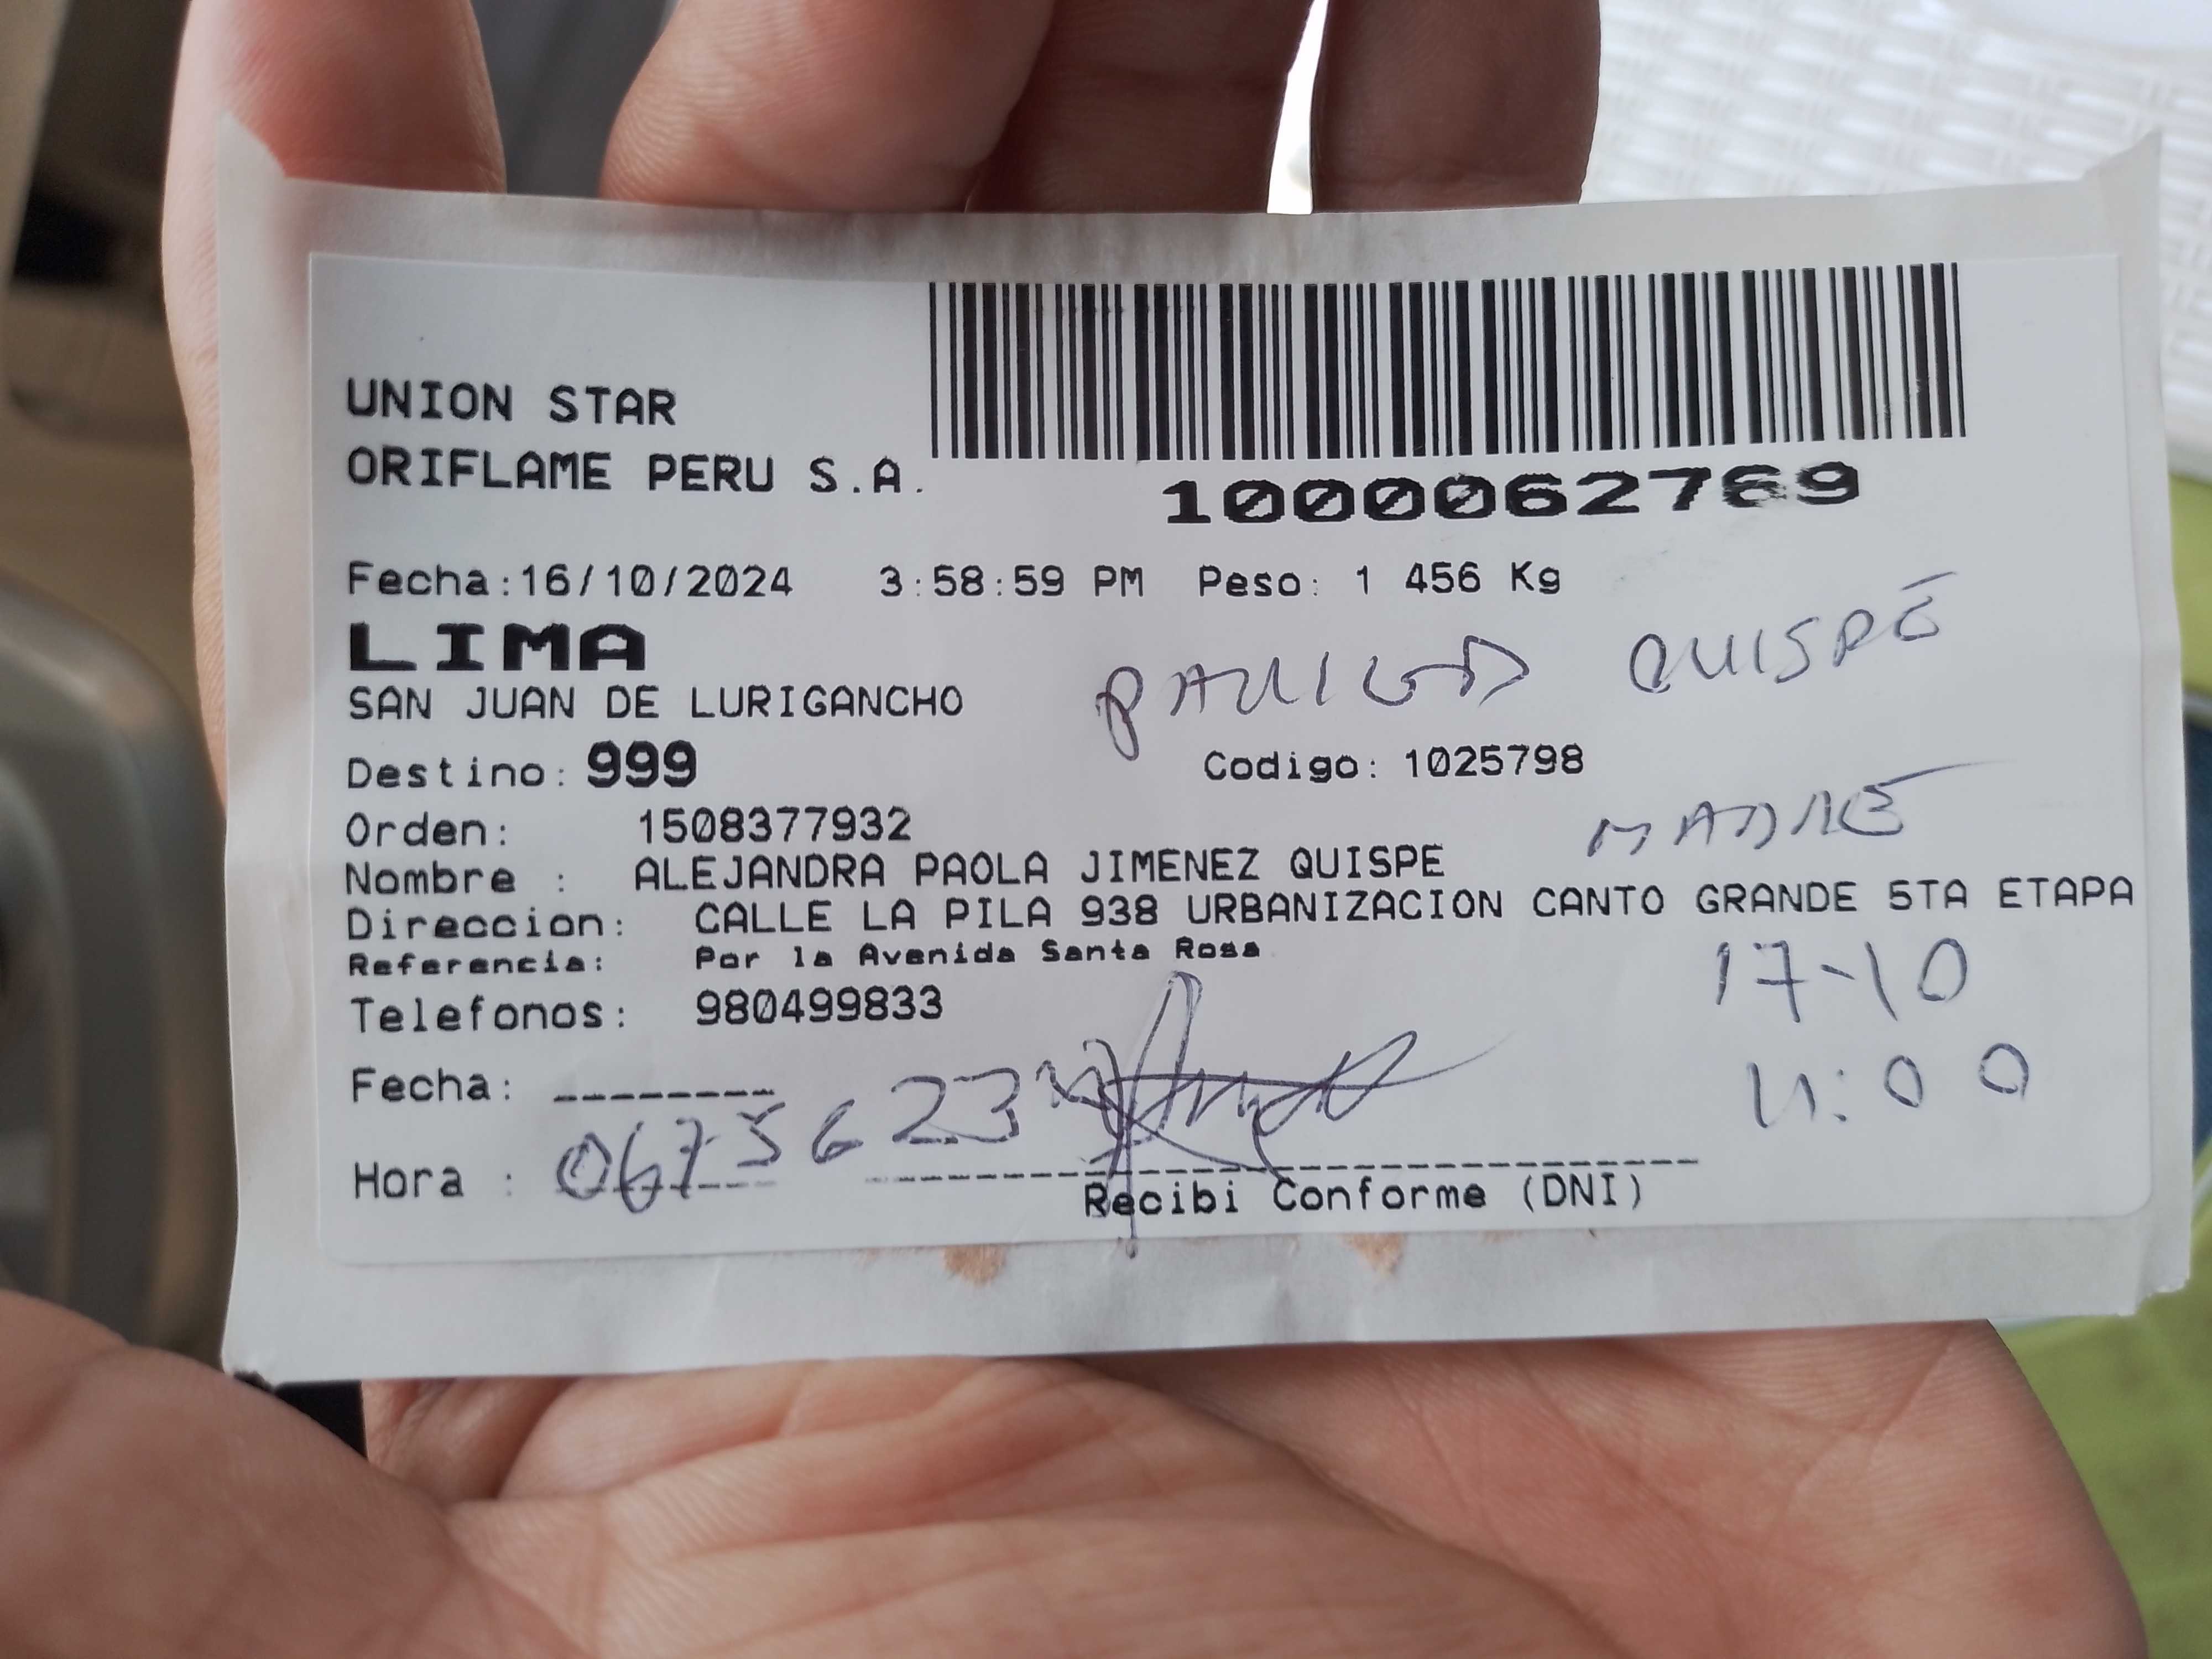 UNION STAR
ORIFLAME PERU S.A.
1000062769
Fecha:16/10/2024 3:58:59 PM Peso: 1 456 Kg
LIMA
SAN JUAN DE LURIGANCHO
QUISPE
Destino: 999 Codigo: 1025798
MADRE
Orden: 1508377932
Nombre : ALEJANDRA PAOLA JIMENEZ QUISPE
Direccion: CALLE LA PILA 938 URBANIZACION CANTO GRANDE 5TA ETAPA
Referencia: Por la Avenida Santa Rosa
17-10
Telefonos: 980499833
11:00
Fecha: --------
0675623
Hora :
Recibi Conforme (DNI)